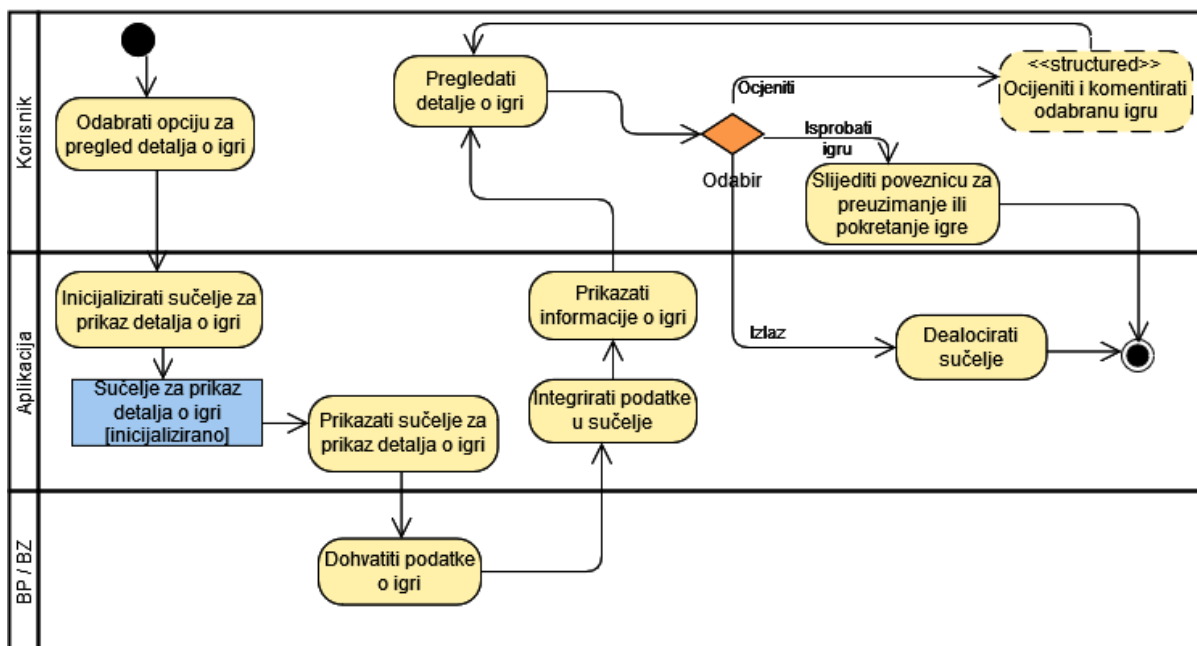 Korisnik
Odabrati opciju za
pregled detalja o igri
Pregledati
detalje o igri
Odabir
Ocjeniti
<<structured>>
Ocijeniti i komentirati
odabranu igru
Isprobati
igru
Slijediti poveznicu za
preuzimanje ili
pokretanje igre
Aplikacija
Inicijalizirati sučelje za
prikaz detalja o igri
Sučelje za prikaz
detalja o igri
[inicijalizirano]
Prikazati sučelje za
prikaz detalja o igri
Prikazati
informacije o igri
Integrirati podatke
u sučelje
Izlaz
Dealocirati
sučelje
BP / BZ
Dohvatiti podatke
o igri